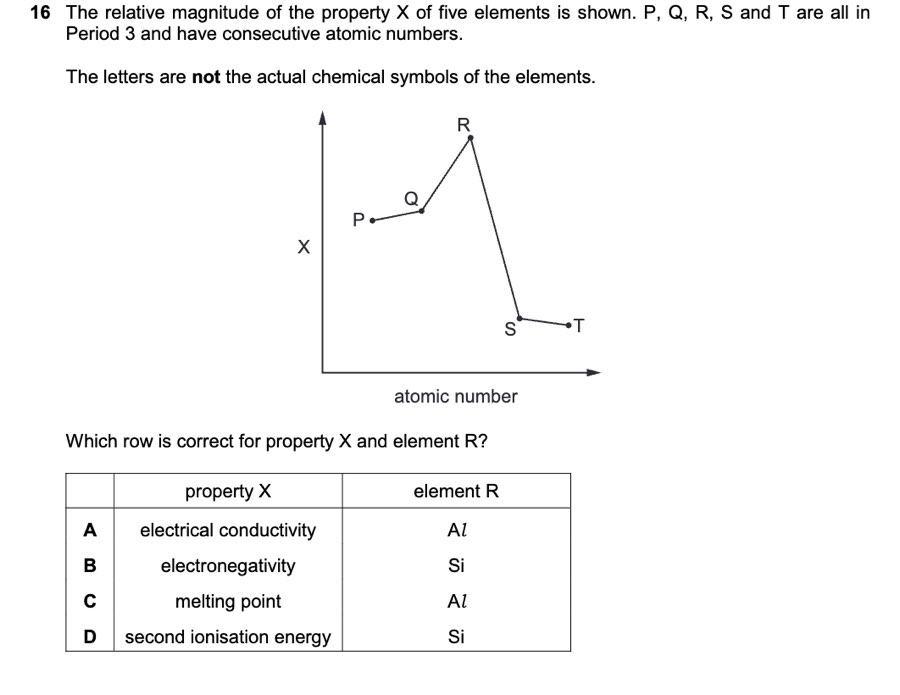 16 The relative magnitude of the property X of five elements is shown. P, Q, R, S and T are all in
Period 3 and have consecutive atomic numbers.
The letters are not the actual chemical symbols of the elements.
R
Q
P
X
S
T
atomic number
Which row is correct for property X and element R?
property X element R
A electrical conductivity Al
B electronegativity Si
C melting point Al
D second ionisation energy Si